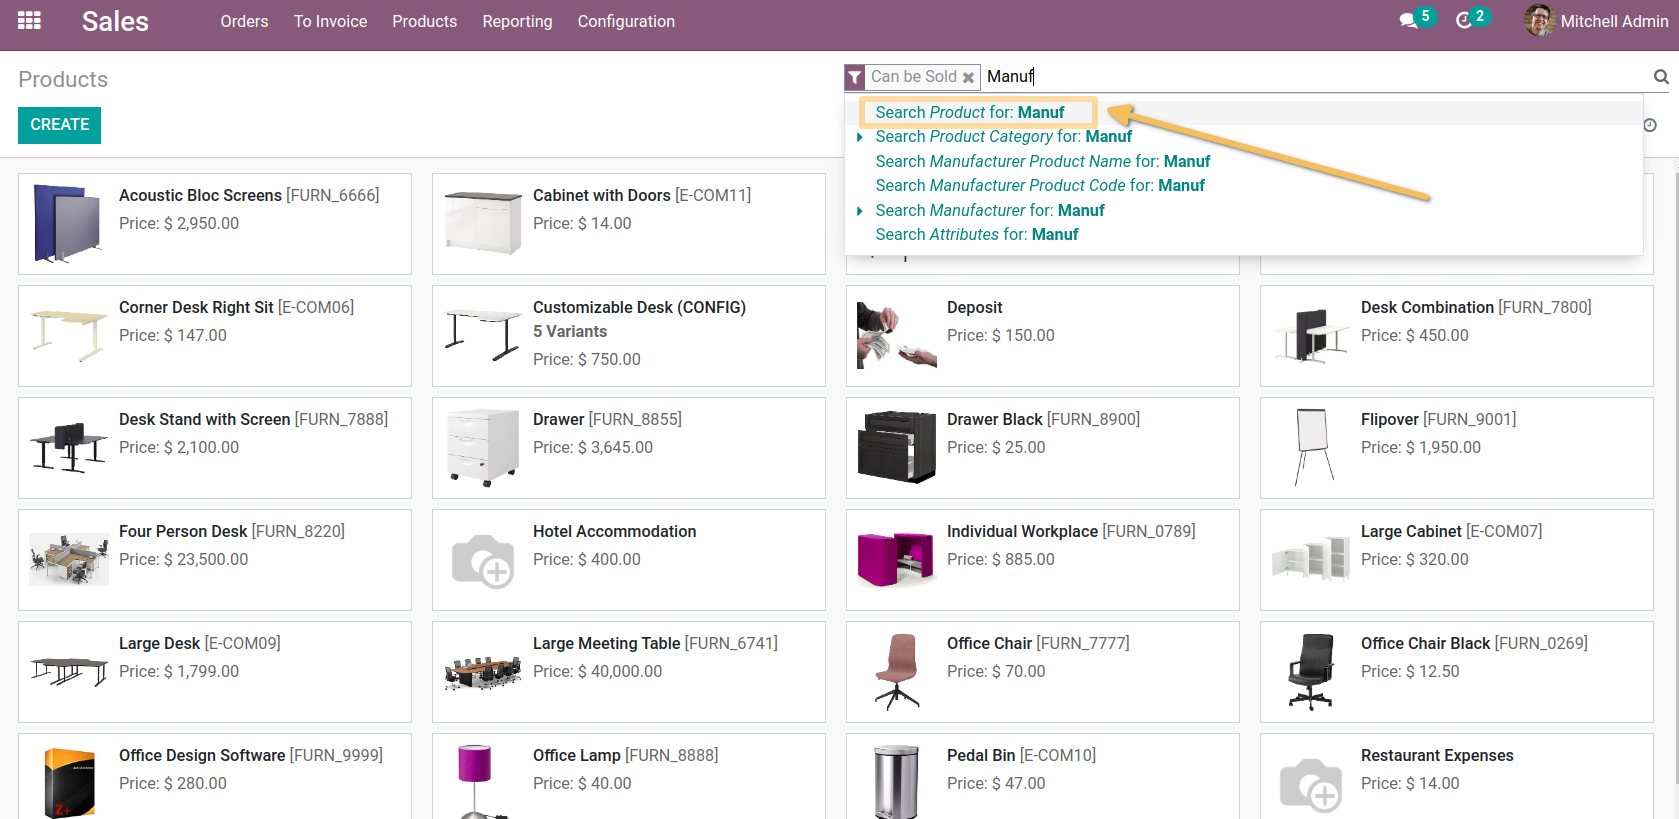 Sales
Orders
To Invoice
Products
Reporting
Configuration
5
2
Mitchell Admin
Products
Can be Sold
Manuf
CREATE
Search Product for: Manuf
Search Product Category for: Manuf
Search Manufacturer Product Name for: Manuf
Search Manufacturer Product Code for: Manuf
Search Manufacturer for: Manuf
Search Attributes for: Manuf
Acoustic Bloc Screens [FURN_6666]
Price: $ 2,950.00
Cabinet with Doors [E-COM11]
Price: $ 14.00
Corner Desk Right Sit [E-COM06]
Price: $ 147.00
Customizable Desk (CONFIG)
5 Variants
Price: $ 750.00
Deposit
Price: $ 150.00
Desk Combination [FURN_7800]
Price: $ 450.00
Desk Stand with Screen [FURN_7888]
Price: $ 2,100.00
Drawer [FURN_8855]
Price: $ 3,645.00
Drawer Black [FURN_8900]
Price: $ 25.00
Flipover [FURN_9001]
Price: $ 1,950.00
Four Person Desk [FURN_8220]
Price: $ 23,500.00
Hotel Accommodation
Price: $ 400.00
Individual Workplace [FURN_0789]
Price: $ 885.00
Large Cabinet [E-COM07]
Price: $ 320.00
Large Desk [E-COM09]
Price: $ 1,799.00
Large Meeting Table [FURN_6741]
Price: $ 40,000.00
Office Chair [FURN_7777]
Price: $ 70.00
Office Chair Black [FURN_0269]
Price: $ 12.50
Office Design Software [FURN_9999]
Price: $ 280.00
Z+
Office Lamp [FURN_8888]
Price: $ 40.00
Pedal Bin [E-COM10]
Price: $ 47.00
Restaurant Expenses
Price: $ 14.00